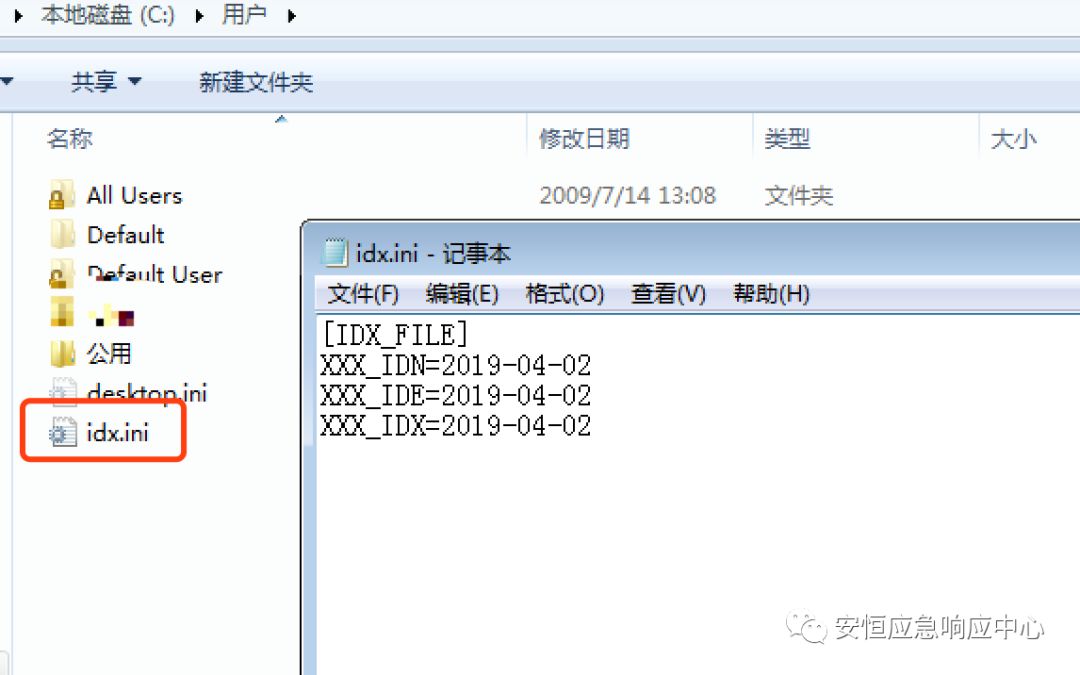 本地磁盘 (C:) 用户
共享 新建文件夹
名称 修改日期 类型 大小
All Users 2009/7/14 13:08 文件夹
Default
Default User
公用
desktop.ini
idx.ini
idx.ini - 记事本
文件(F) 编辑(E) 格式(O) 查看(V) 帮助(H)
[IDX_FILE]
XXX_IDN=2019-04-02
XXX_IDE=2019-04-02
XXX_IDX=2019-04-02
安恒应急响应中心